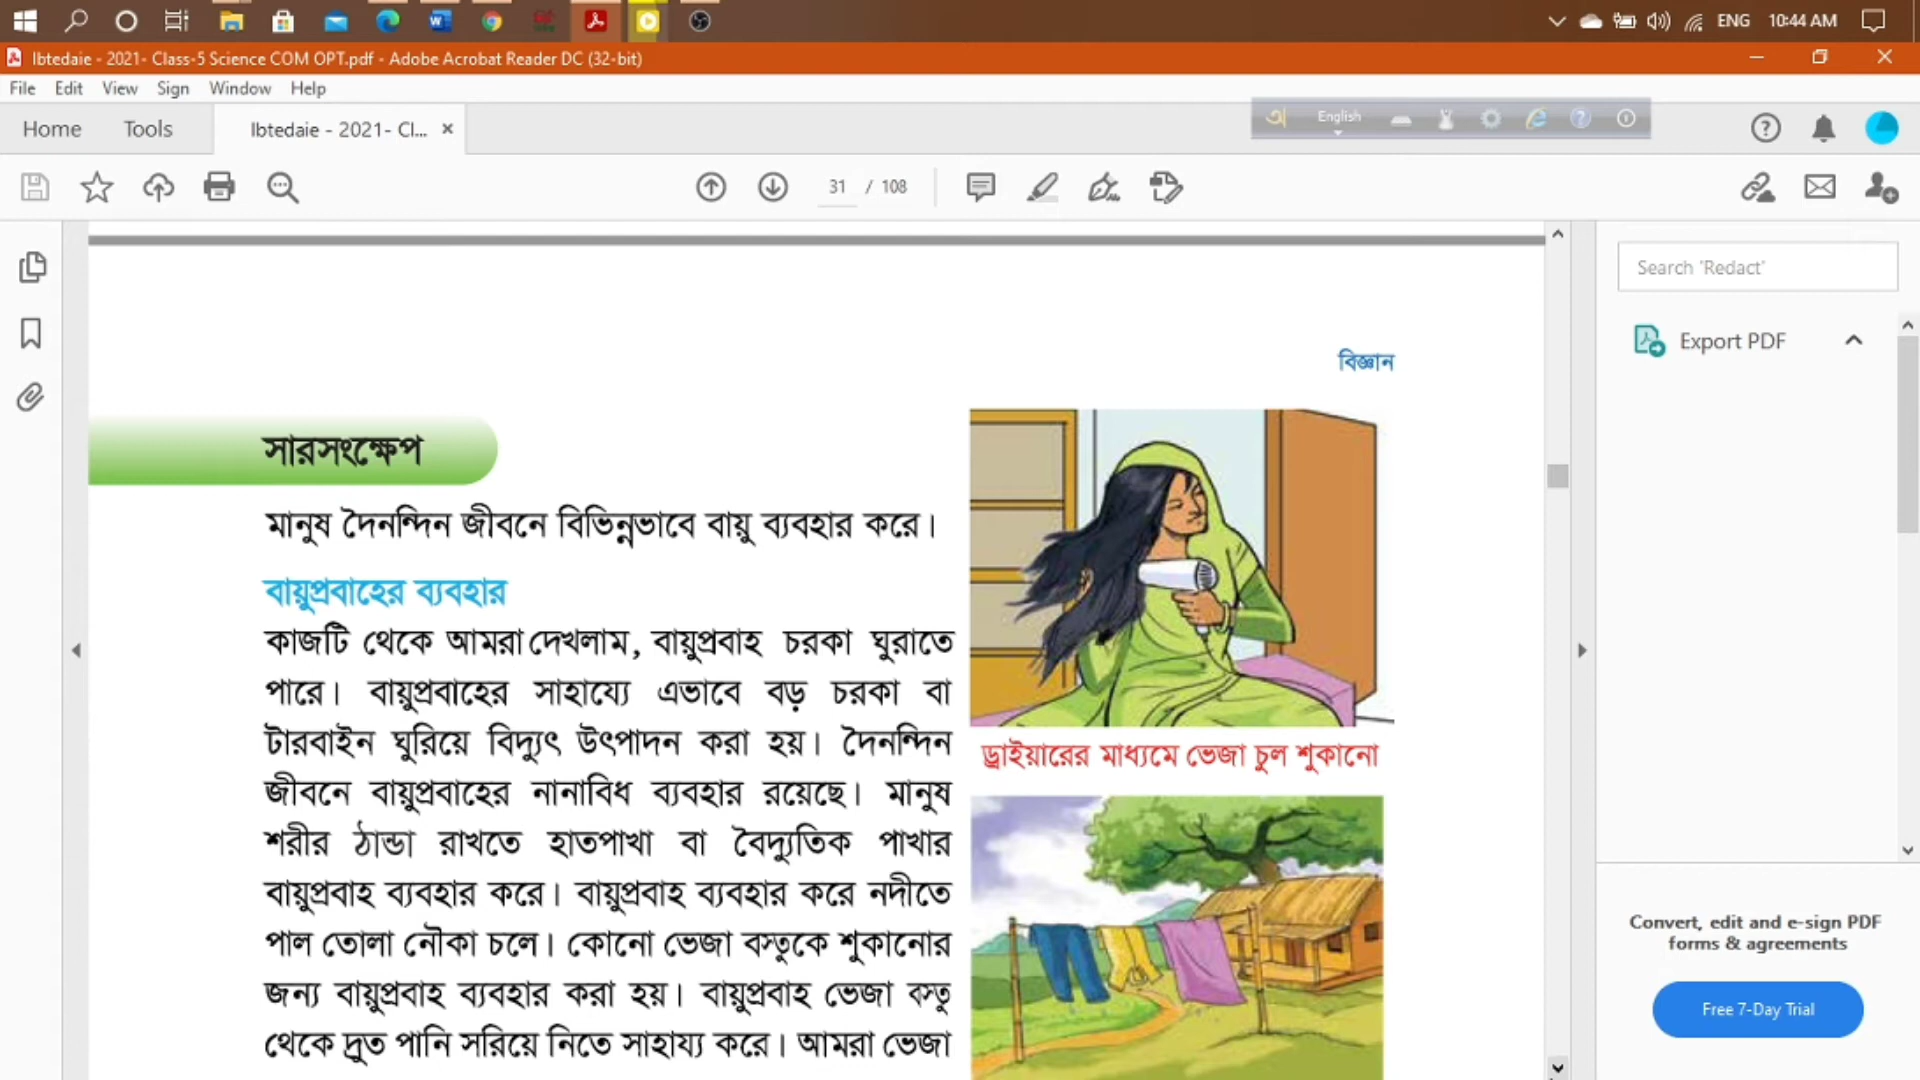 ENG 10:44 AM
Ibtedaie - 2021- Class-5 Science COM OPT.pdf - Adobe Acrobat Reader DC (32-bit)
File Edit View Sign Window Help
Home Tools Ibtedaie - 2021- Cl... English
31 / 108
Search 'Redact'
Export PDF
বিজ্ঞান
সারসংক্ষেপ
মানুষ দৈনন্দিন জীবনে বিভিন্নভাবে বায়ু ব্যবহার করে।
বায়ুপ্রবাহের ব্যবহার
কাজটি থেকে আমরা দেখলাম, বায়ুপ্রবাহ চরকা ঘুরাতে
পারে। বায়ুপ্রবাহের সাহায্যে এভাবে বড় চরকা বা
টারবাইন ঘুরিয়ে বিদ্যুৎ উৎপাদন করা হয়। দৈনন্দিন
জীবনে বায়ুপ্রবাহের নানাবিধ ব্যবহার রয়েছে। মানুষ
শরীর ঠান্ডা রাখতে হাতপাখা বা বৈদ্যুতিক পাখার
বায়ুপ্রবাহ ব্যবহার করে। বায়ুপ্রবাহ ব্যবহার করে নদীতে
পাল তোলা নৌকা চলে। কোনো ভেজা বস্তুকে শুকানোর
জন্য বায়ুপ্রবাহ ব্যবহার করা হয়। বায়ুপ্রবাহ ভেজা বস্তু
থেকে দ্রুত পানি সরিয়ে নিতে সাহায্য করে। আমরা ভেজা
ড্রাইয়ারের মাধ্যমে ভেজা চুল শুকানো
Convert, edit and e-sign PDF
forms & agreements
Free 7-Day Trial